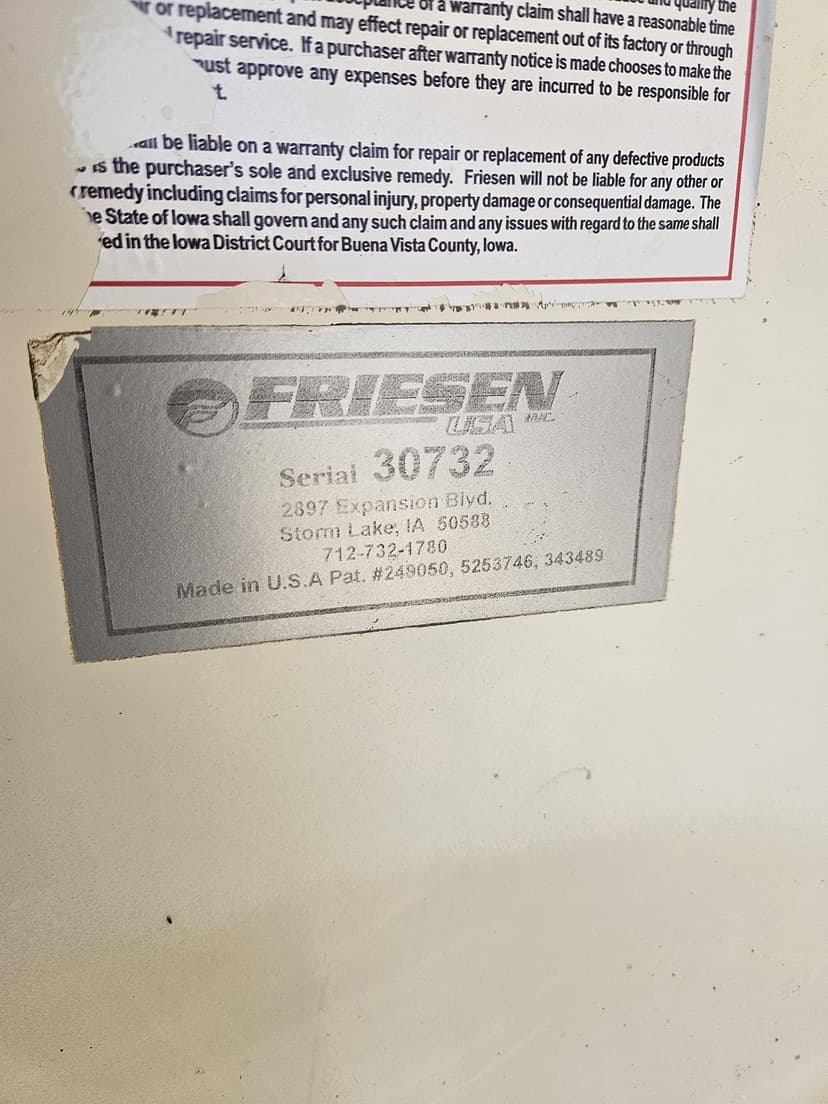 of a warranty claim shall have a reasonable time
or replacement and may effect repair or replacement out of its factory or through
repair service. If a purchaser after warranty notice is made chooses to make the
must approve any expenses before they are incurred to be responsible for
be liable on a warranty claim for repair or replacement of any defective products
is the purchaser's sole and exclusive remedy. Friesen will not be liable for any other or
remedy including claims for personal injury, property damage or consequential damage. The
State of Iowa shall govern and any such claim and any issues with regard to the same shall
in the Iowa District Court for Buena Vista County, Iowa.
FRIESEN
USA INC.
Serial 30732
2897 Expansion Blvd.
Storm Lake, IA 50588
712-732-1780
Made in U.S.A Pat. #249050, 5253746, 343489